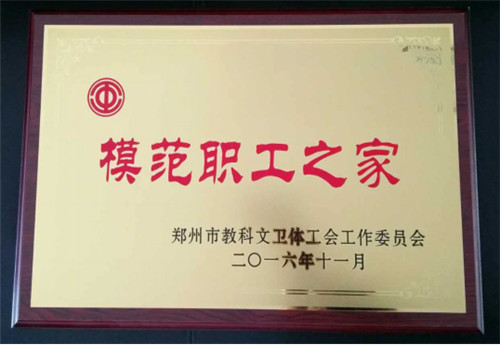 模范职工之家
郑州市教科文卫体工会工作委员会
二〇一六年十一月